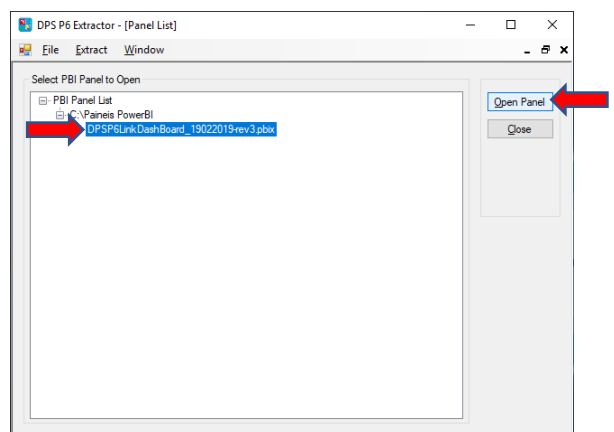 DPS P6 Extractor - [Panel List]
File Extract Window
Select PBI Panel to Open
PBI Panel List
C:\Paineis PowerBI
DPSP6LinkDashBoard_19022019-rev3.pbix
Open Panel
Close